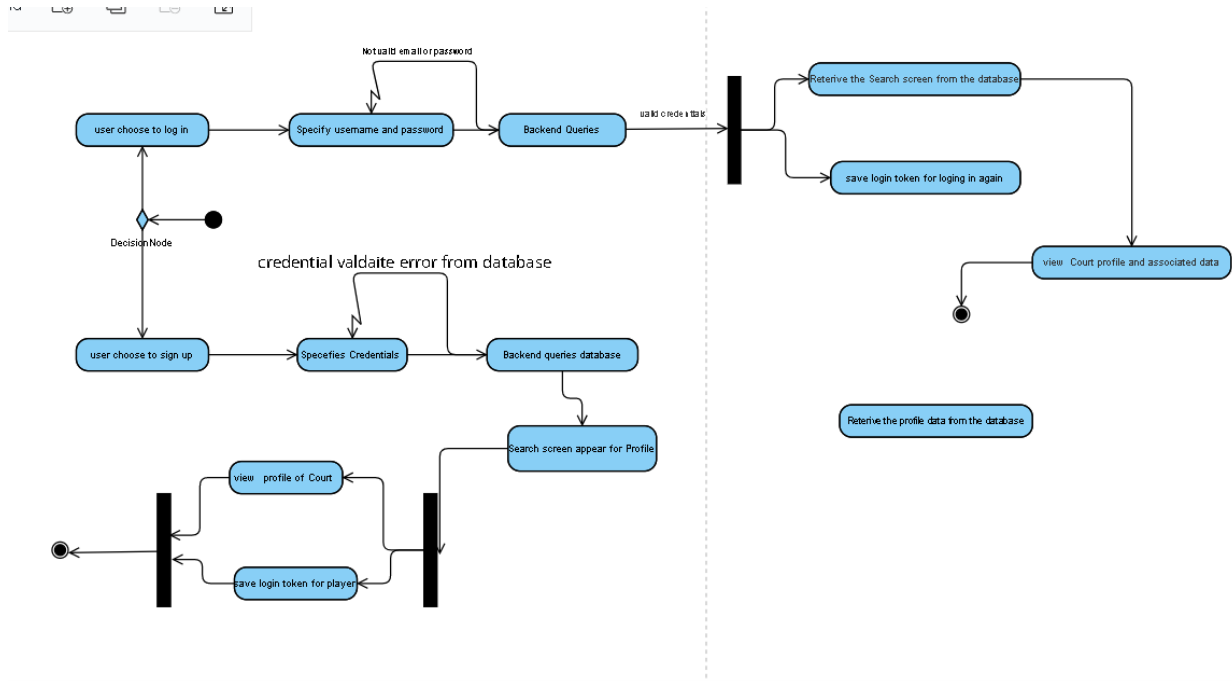 Not valid email or password
Reterive the Search screen from the database
user choose to log in
Specify username and password
Backend Queries
valid credentials
save login token for loging in again
Decision Node
credential valdaite error from database
view Court profile and associated data
user choose to sign up
Specefies Credentials
Backend queries database
Reterive the profile data from the database
Search screen appear for Profile
view profile of Court
save login token for player